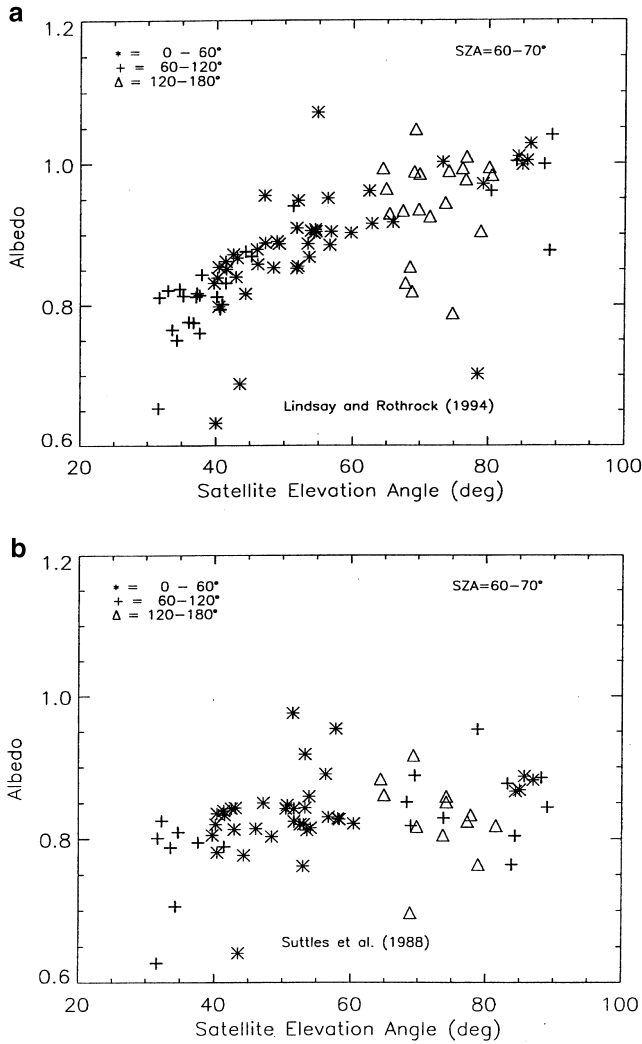 a
1.2
1.0
0.8
0.6
Albedo
* = 0 – 60°
+ = 60–120°
Δ = 120–180°
SZA=60–70°
Lindsay and Rothrock (1994)
20 40 60 80 100
Satellite Elevation Angle (deg)
b
1.2
1.0
0.8
0.6
Albedo
* = 0 – 60°
+ = 60–120°
Δ = 120–180°
SZA=60–70°
Suttles et al. (1988)
20 40 60 80 100
Satellite Elevation Angle (deg)